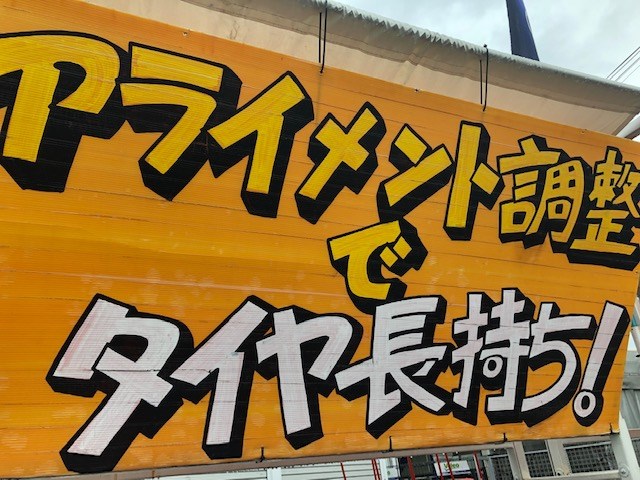 アライメント調整
で
タイヤ長持ち!